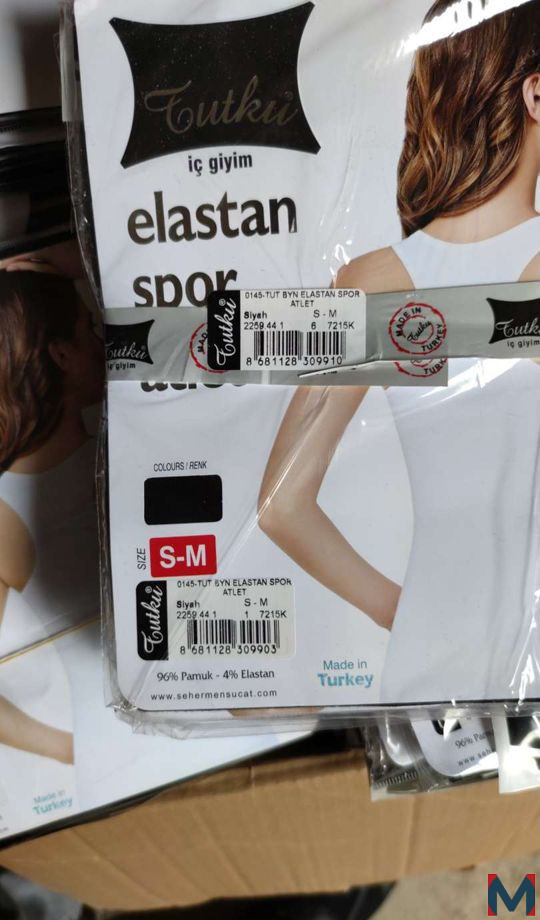 Tutku®
iç giyim
elastan
spor
0145-TUT BYN ELASTAN SPOR
ATLET
Siyah S - M
2259 44 1 6 7215K
8 681128 309910
Tutku®
MADE IN
Tutku
TURKEY
Tutku
iç giyim
Tutku
iç giyim
COLOURS / RENK
SIZE
S-M
0145-TUT BYN ELASTAN SPOR
ATLET
Siyah S - M
2259 44 1 1 7215K
8 681128 309903
Tutku®
96% Pamuk - 4% Elastan
www.sehermensucat.com
Made in
Turkey
Made in
Turkey
96%
M